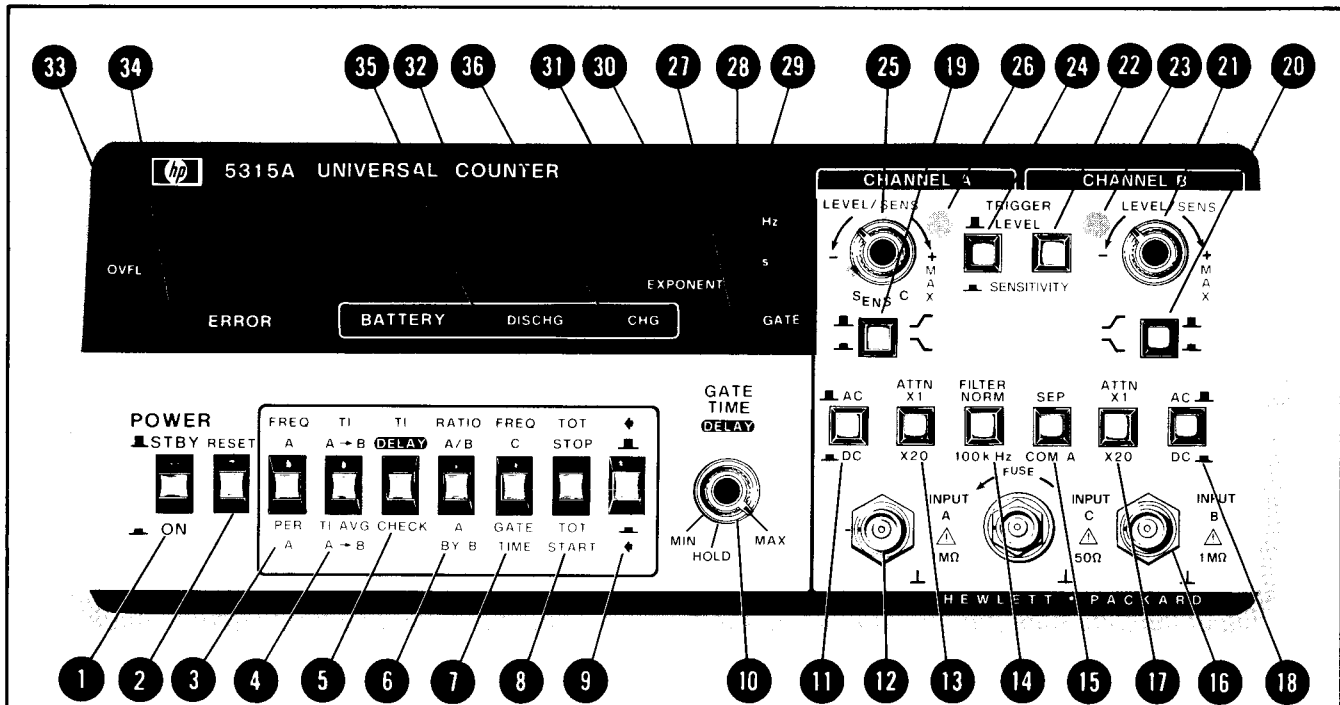 33 34 35 32 36 31 30 27 28 29 25 19 26 24 22 23 21 20
hp 5315A UNIVERSAL COUNTER
OVFL
Hz
s
EXPONENT
ERROR
BATTERY DISCHG CHG
GATE
CHANNEL A CHANNEL B
LEVEL/SENS
- + MAX
SENS C
TRIGGER
LEVEL
SENSITIVITY
LEVEL/SENS
- + MAX
POWER
STBY RESET
ON
FREQ TI TI RATIO FREQ TOT
A A→B DELAY A/B C STOP
PER TI AVG CHECK A GATE TOT
A A→B BY B TIME START
GATE
TIME
DELAY
MIN HOLD MAX
AC ATTN FILTER SEP ATTN AC
X1 NORM X1
DC X20 100kHz COM A X20 DC
FUSE
INPUT
A
MΩ
INPUT
C
50Ω
INPUT
B
1MΩ
HEWLETT • PACKARD
1 2 3 4 5 6 7 8 9 10 11 12 13 14 15 17 16 18